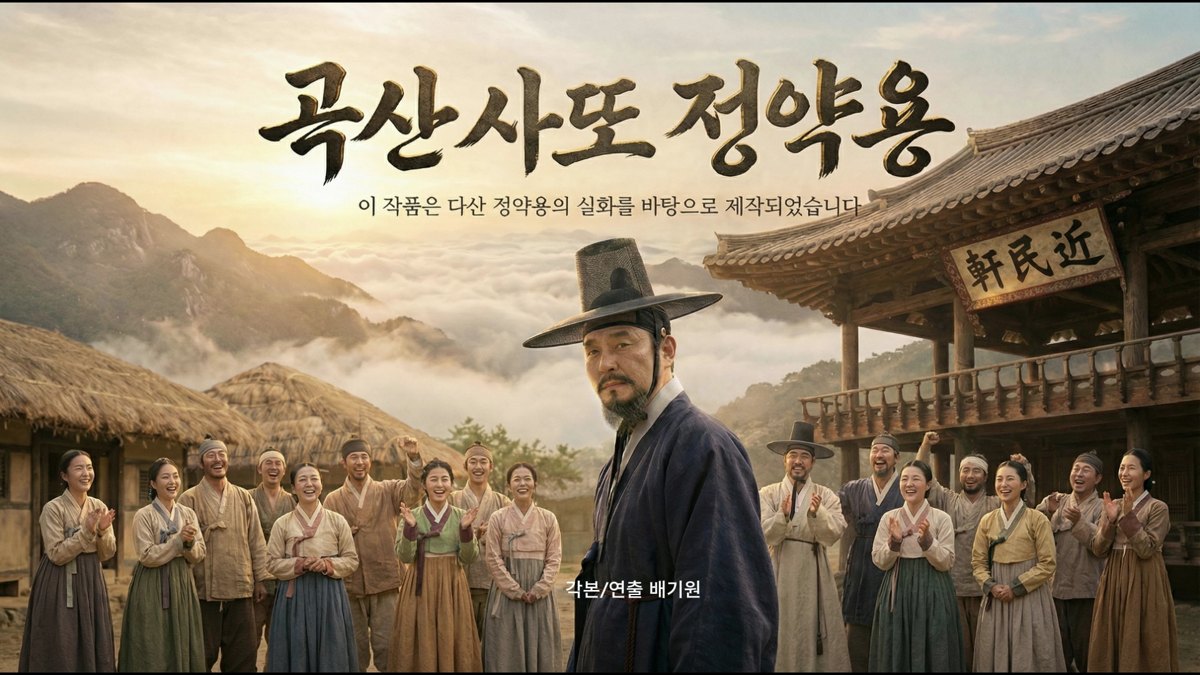 곡산 사또 정약용
이 작품은 다산 정약용의 실화를 바탕으로 제작되었습니다
軒民近
각본/연출 배기원